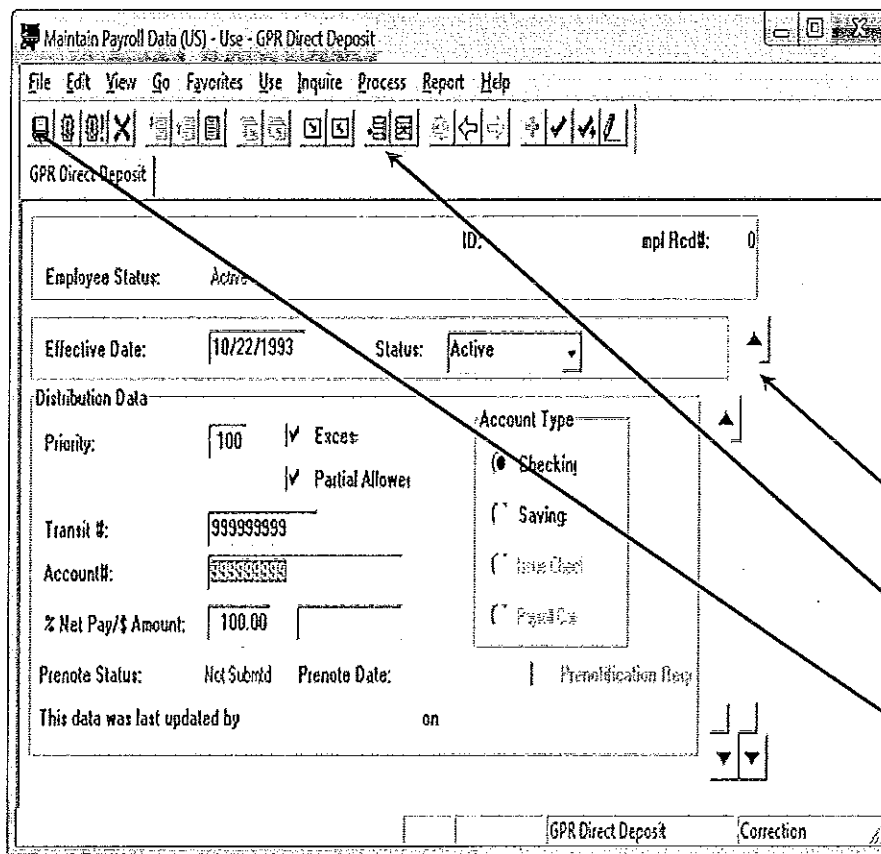 Maintain Payroll Data (US) - Use - GPR Direct Deposit
File Edit View Go Favorites Use Inquire Process Report Help
GPR Direct Deposit
ID: mpl Rcd#: 0
Employee Status: Active
Effective Date: 10/22/1993 Status: Active
Distribution Data
Account Type
Priority: 100 Exces
Checkin
Partial Allowe
Saving
Transit #: 999999999
Account#: 999999999
% Net Pay/$ Amount: 100.00
Prenote Status: Not Submtd Prenote Date: Prenotification Req
This data was last updated by on
GPR Direct Deposit Correction